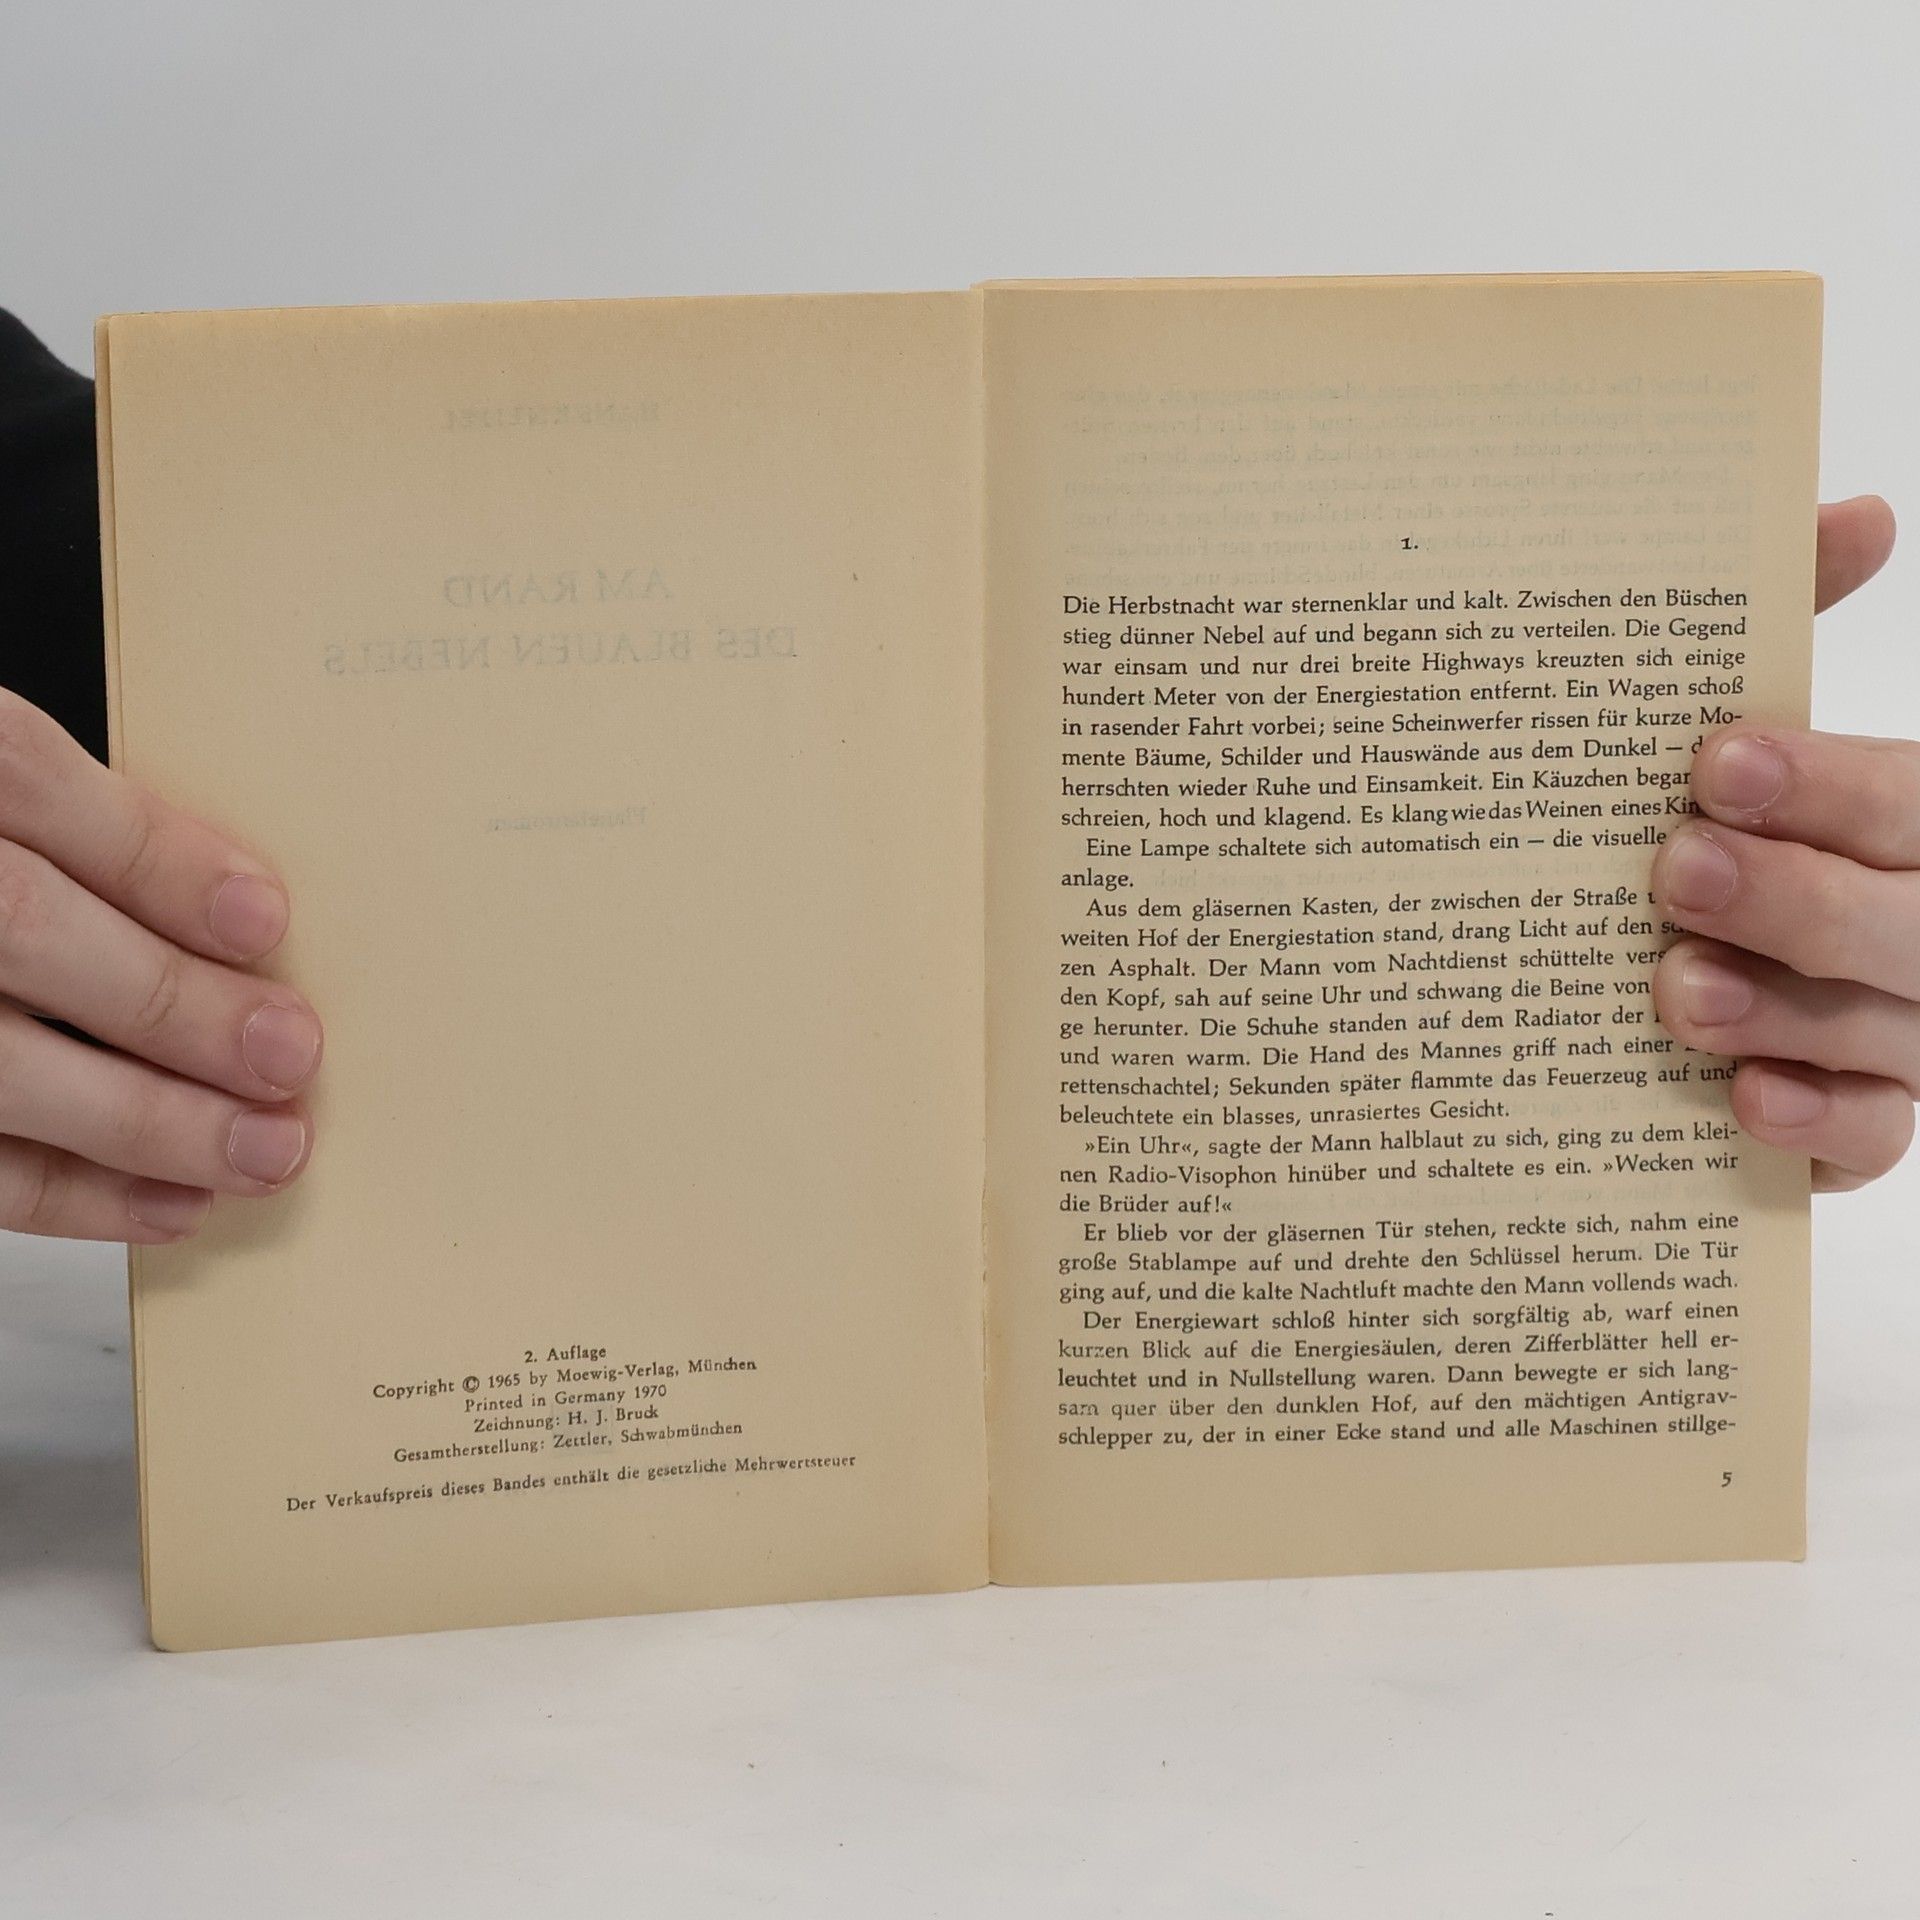 AM RAND
DES BLAUEN NEBELS
2. Auflage
Copyright © 1965 by Moewig-Verlag, München
Printed in Germany 1970
Zeichnung: H. J. Bruck
Gesamtherstellung: Zettler, Schwabmünchen
Der Verkaufspreis dieses Bandes enthält die gesetzliche Mehrwertsteuer
1.
Die Herbstnacht war sternenklar und kalt. Zwischen den Büschen
stieg dünner Nebel auf und begann sich zu verteilen. Die Gegend
war einsam und nur drei breite Highways kreuzten sich einige
hundert Meter von der Energiestation entfernt. Ein Wagen schoß
in rasender Fahrt vorbei; seine Scheinwerfer rissen für kurze Mo-
mente Bäume, Schilder und Hauswände aus dem Dunkel —
herrschten wieder Ruhe und Einsamkeit. Ein Käuzchen
schreien, hoch und klagend. Es klang wie das Weinen eines
Eine Lampe schaltete sich automatisch ein — die visuelle
anlage.
Aus dem gläsernen Kasten, der zwischen der Straße
weiten Hof der Energiestation stand, drang Licht auf den
zen Asphalt. Der Mann vom Nachtdienst schüttelte
den Kopf, sah auf seine Uhr und schwang die Beine von
ge herunter. Die Schuhe standen auf dem Radiator der
und waren warm. Die Hand des Mannes griff nach einer
rettenschachtel; Sekunden später flammte das Feuerzeug auf und
beleuchtete ein blasses, unrasiertes Gesicht.
»Ein Uhr«, sagte der Mann halblaut zu sich, ging zu dem klei-
nen Radio-Visophon hinüber und schaltete es ein. »Wecken wir
die Brüder auf!«
Er blieb vor der gläsernen Tür stehen, reckte sich, nahm eine
große Stablampe auf und drehte den Schlüssel herum. Die Tür
ging auf, und die kalte Nachtluft machte den Mann vollends wach.
Der Energiewart schloß hinter sich sorgfältig ab, warf einen
kurzen Blick auf die Energiesäulen, deren Zifferblätter hell er-
leuchtet und in Nullstellung waren. Dann bewegte er sich lang-
sam quer über den dunklen Hof, auf den mächtigen Antigrav-
schlepper zu, der in einer Ecke stand und alle Maschinen stillge-
5